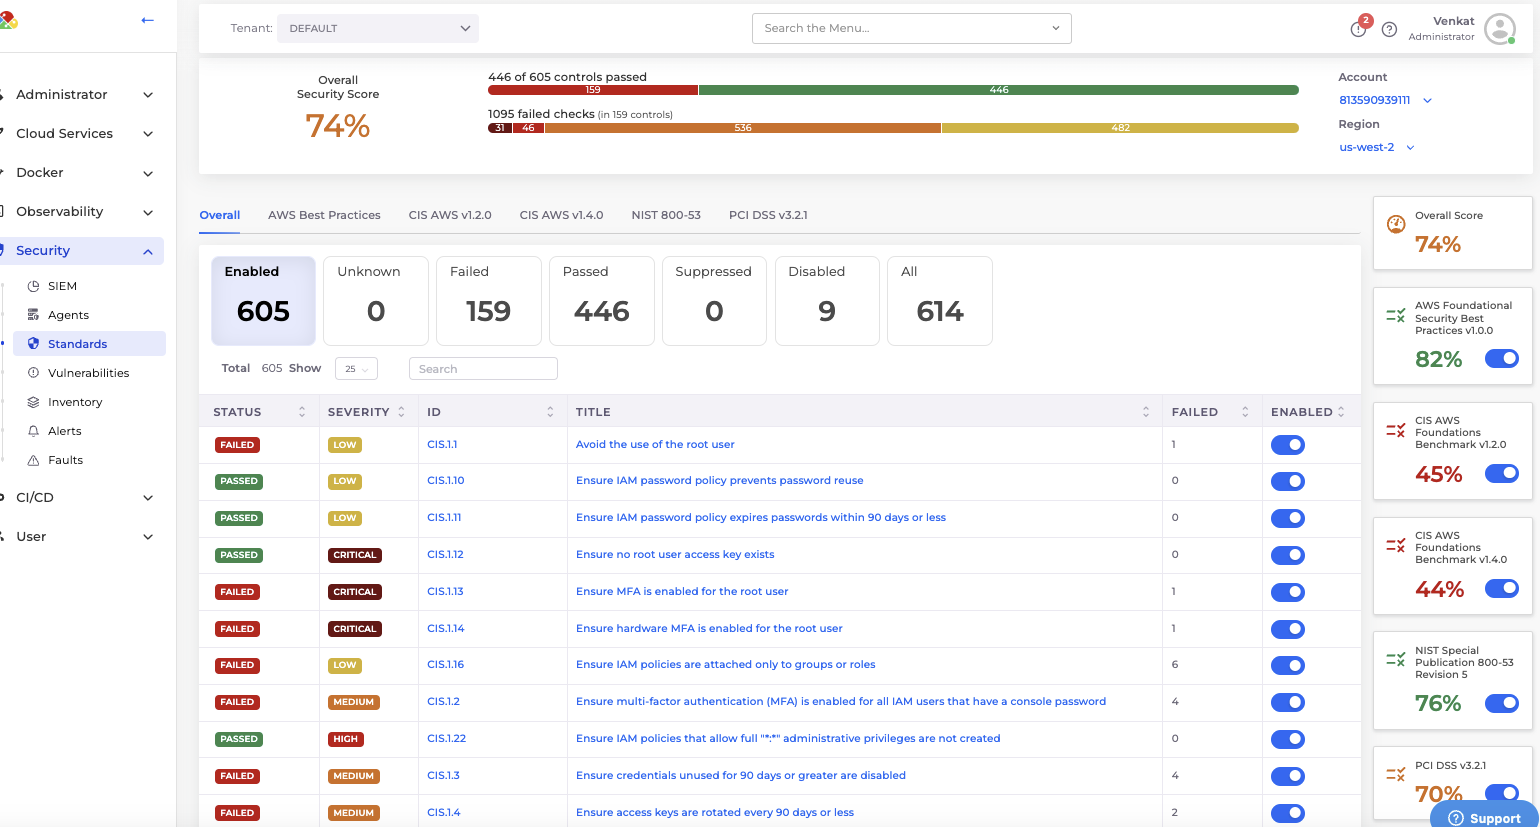 Tenant:
DEFAULT
Search the Menu...
2
Venkat
Administrator
Administrator
Cloud Services
Docker
Observability
Security
SIEM
Agents
Standards
Vulnerabilities
Inventory
Alerts
Faults
CI/CD
User
Overall
Security Score
74%
446 of 605 controls passed
159 446
1095 failed checks (in 159 controls)
31 46 536 482
Account
813590939111
Region
us-west-2
Overall AWS Best Practices CIS AWS v1.2.0 CIS AWS v1.4.0 NIST 800-53 PCI DSS v3.2.1
Enabled
605
Unknown
0
Failed
159
Passed
446
Suppressed
0
Disabled
9
All
614
Total 605 Show 25 Search
STATUS SEVERITY ID TITLE FAILED ENABLED
FAILED LOW CIS.1.1 Avoid the use of the root user 1
PASSED LOW CIS.1.10 Ensure IAM password policy prevents password reuse 0
PASSED LOW CIS.1.11 Ensure IAM password policy expires passwords within 90 days or less 0
PASSED CRITICAL CIS.1.12 Ensure no root user access key exists 0
FAILED CRITICAL CIS.1.13 Ensure MFA is enabled for the root user 1
FAILED CRITICAL CIS.1.14 Ensure hardware MFA is enabled for the root user 1
FAILED LOW CIS.1.16 Ensure IAM policies are attached only to groups or roles 6
FAILED MEDIUM CIS.1.2 Ensure multi-factor authentication (MFA) is enabled for all IAM users that have a console password 4
PASSED HIGH CIS.1.22 Ensure IAM policies that allow full "*:*" administrative privileges are not created 0
FAILED MEDIUM CIS.1.3 Ensure credentials unused for 90 days or greater are disabled 4
FAILED MEDIUM CIS.1.4 Ensure access keys are rotated every 90 days or less 2
Overall Score
74%
AWS Foundational
Security Best
Practices v1.0.0
82%
CIS AWS
Foundations
Benchmark v1.2.0
45%
CIS AWS
Foundations
Benchmark v1.4.0
44%
NIST Special
Publication 800-53
Revision 5
76%
PCI DSS v3.2.1
70%
Support